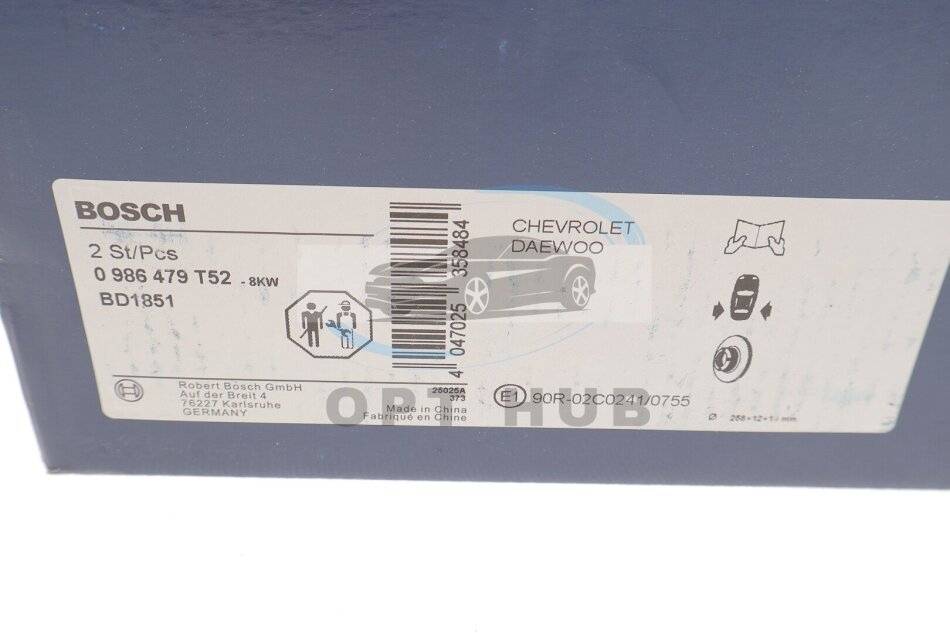 BOSCH
2 St/Pcs
0 986 479 T52 - 8KW
BD1851
4 047025 358484
CHEVROLET
DAEWOO
Robert Bosch GmbH
Auf der Breit 4
76227 Karlsruhe
GERMANY
25025A
373
Made in China
Fabriqué en Chine
E1 90R-02C0241/0755
OPT HUB